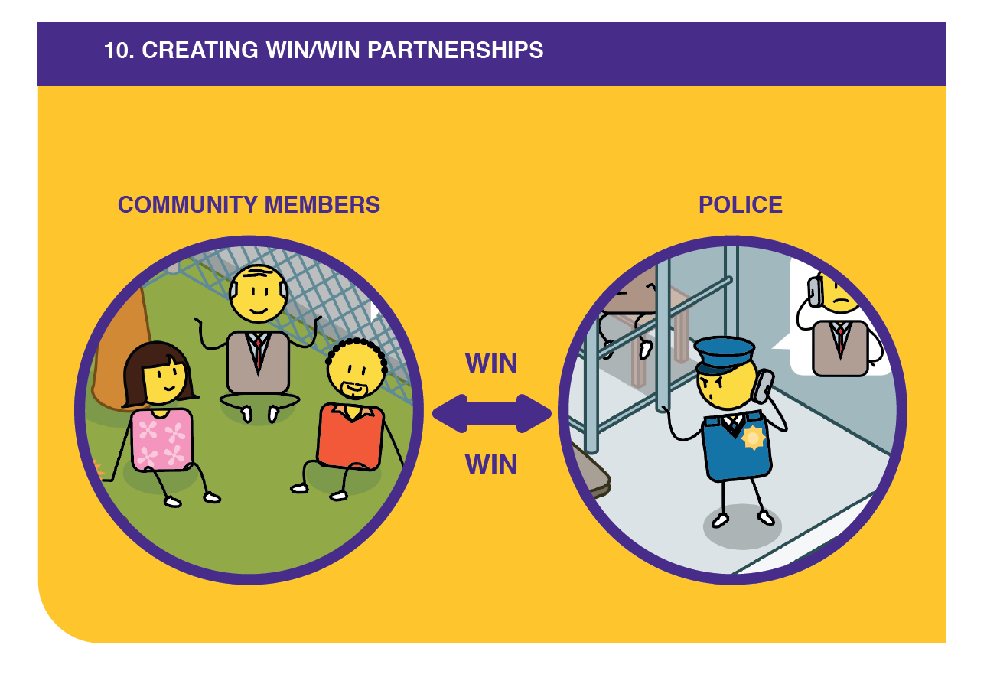 10. CREATING WIN/WIN PARTNERSHIPS
COMMUNITY MEMBERS
POLICE
WIN
WIN